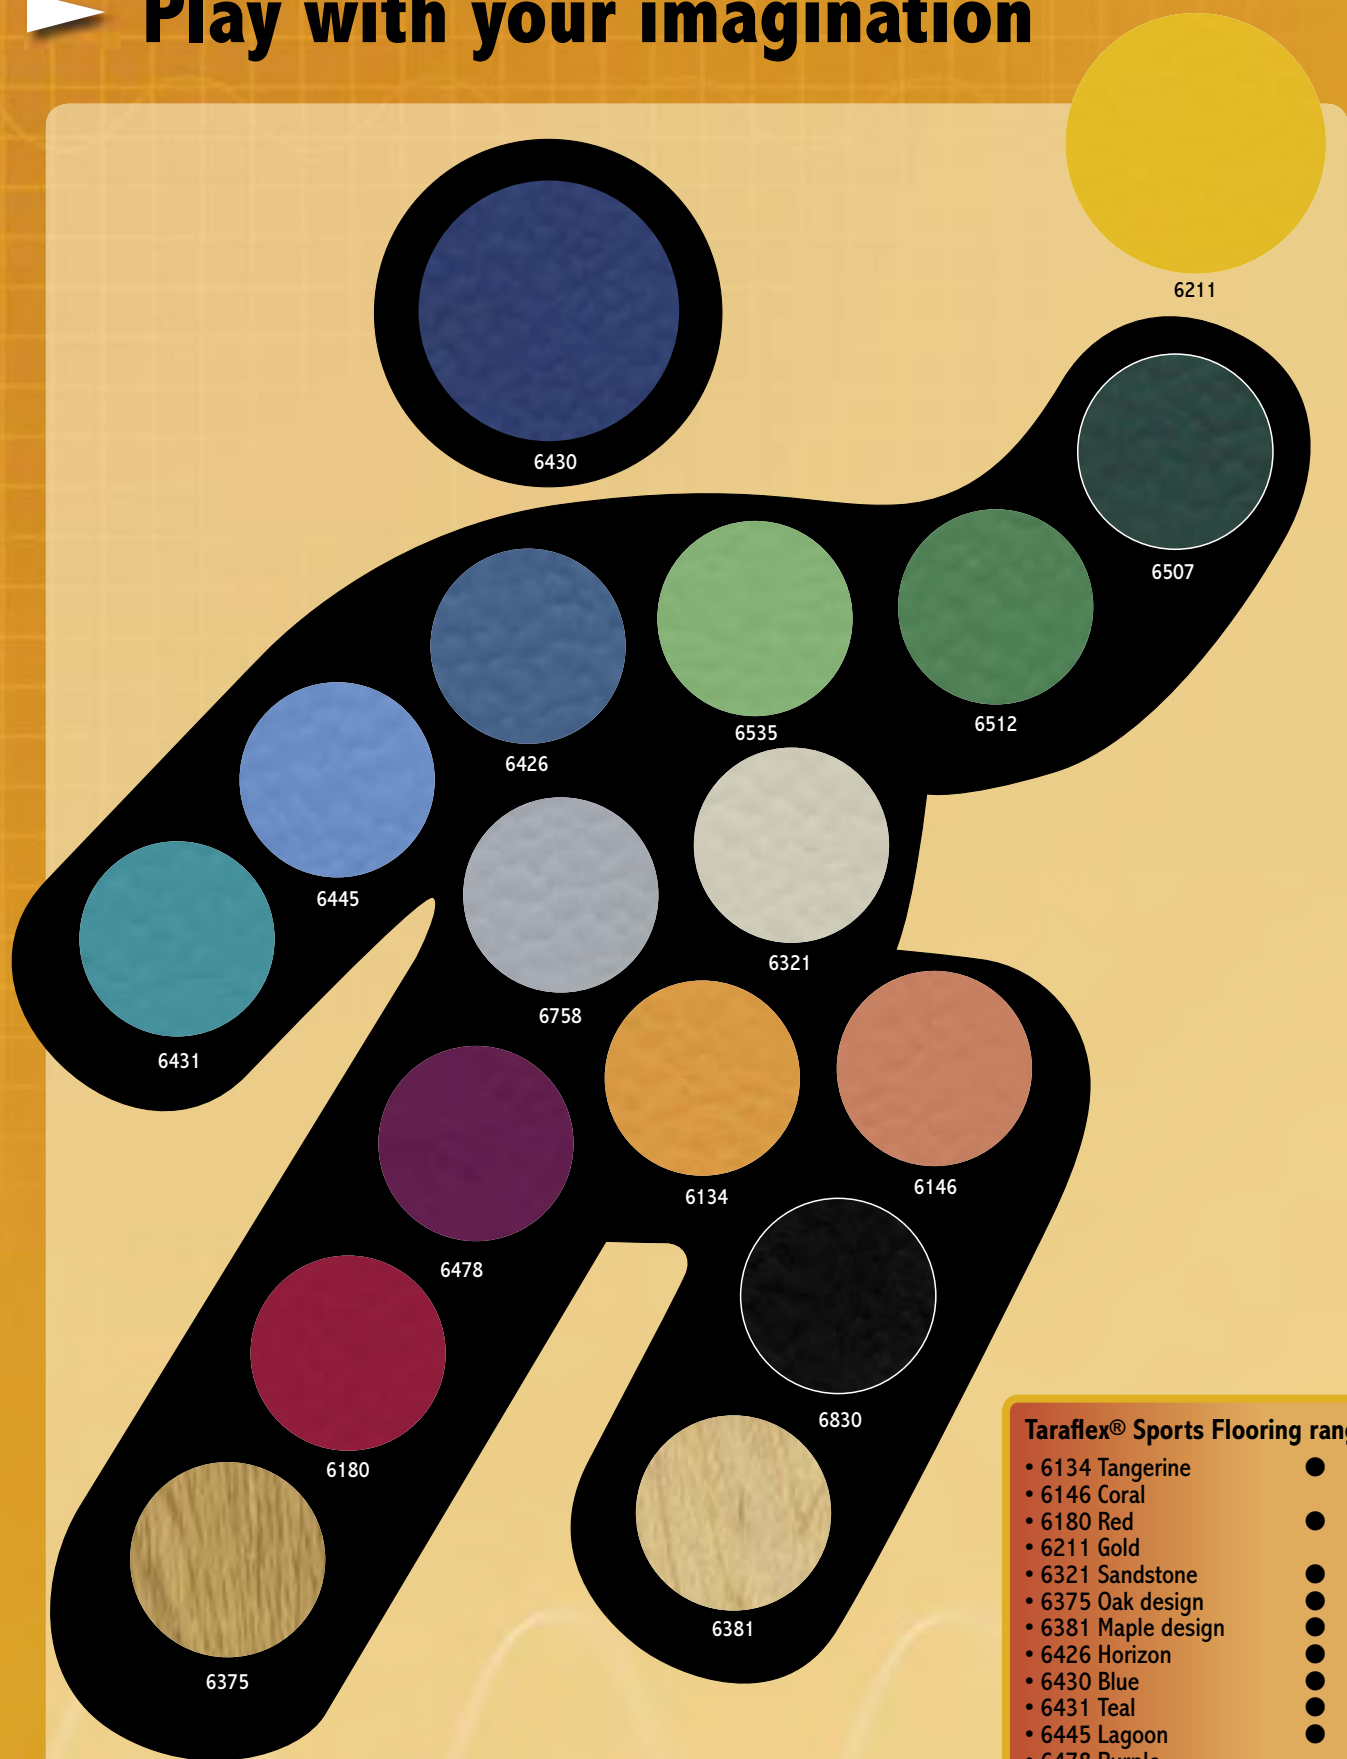 Play with your imagination
6211
6430
6507
6512
6535
6426
6445
6321
6758
6431
6146
6134
6478
6830
6180
6381
6375
Taraflex® Sports Flooring
• 6134 Tangerine ●
• 6146 Coral
• 6180 Red ●
• 6211 Gold
• 6321 Sandstone ●
• 6375 Oak design ●
• 6381 Maple design ●
• 6426 Horizon ●
• 6430 Blue ●
• 6431 Teal ●
• 6445 Lagoon ●
• 6478 Purple